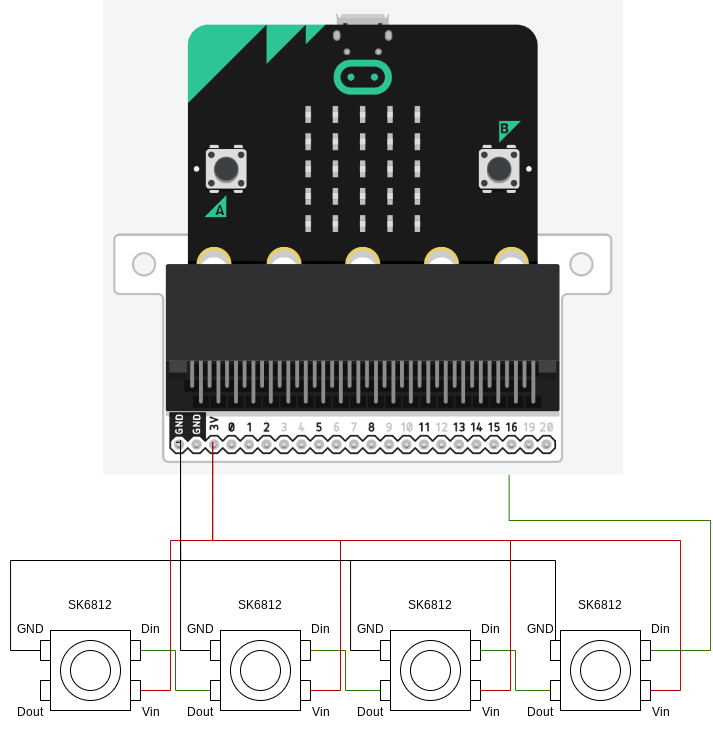 B
A
GND GND 3V 0 1 2 3 4 5 6 7 8 9 10 11 12 13 14 15 16 19 20
SK6812 SK6812 SK6812 SK6812
GND Din GND Din GND Din GND Din
Dout Vin Dout Vin Dout Vin Dout Vin